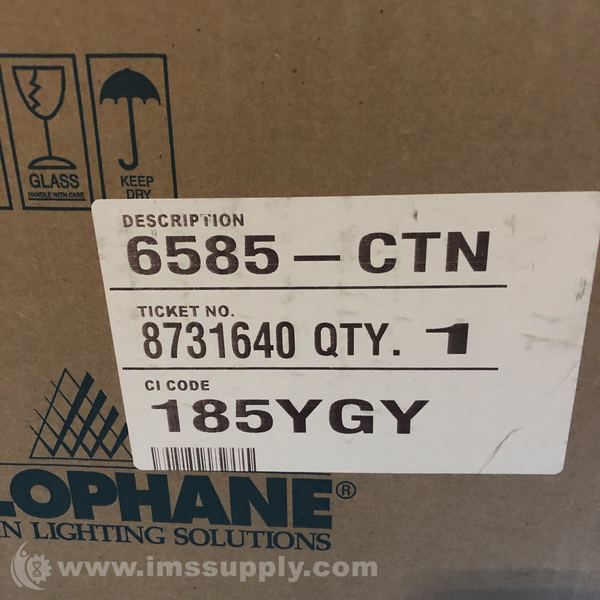 GLASS
HANDLE WITH CARE
KEEP
DRY
DESCRIPTION
6585 - CTN
TICKET NO.
8731640 QTY. 1
CI CODE
185YGY
LOPHANE®
N LIGHTING SOLUTIONS
www.imssupply.com